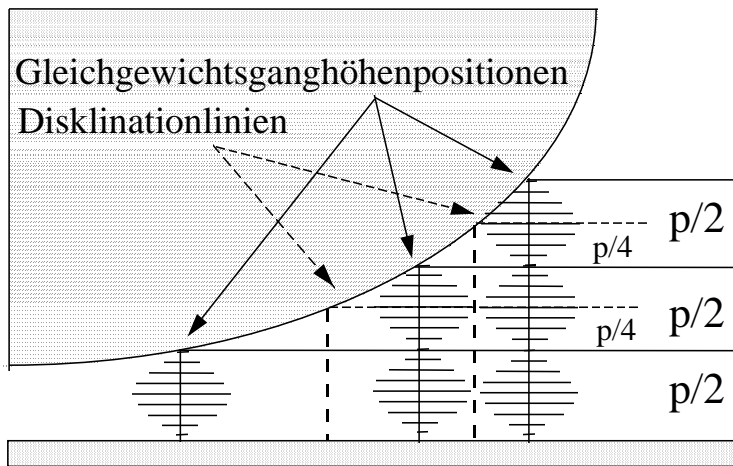 Gleichgewichtsganghöhenpositionen
Disklinationlinien
p/2
p/4
p/2
p/4
p/2